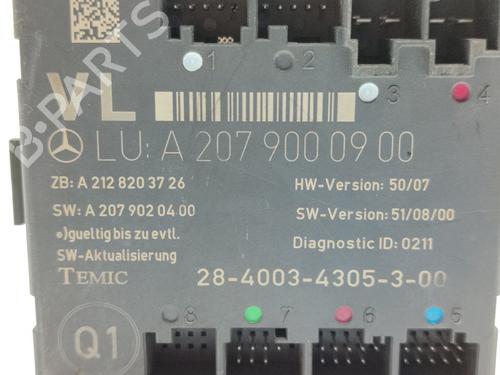 1 2
VL
3 4
LU: A 207 900 09 00
ZB: A 212 820 37 26
HW-Version: 50/07
SW: A 207 902 04 00
SW-Version: 51/08/00
*)gueltig bis zu evtl.
SW-Aktualisierung
Diagnostic ID: 0211
TEMIC
28-4003-4305-3-00
Q1
8 7 6 5
B-PARTS